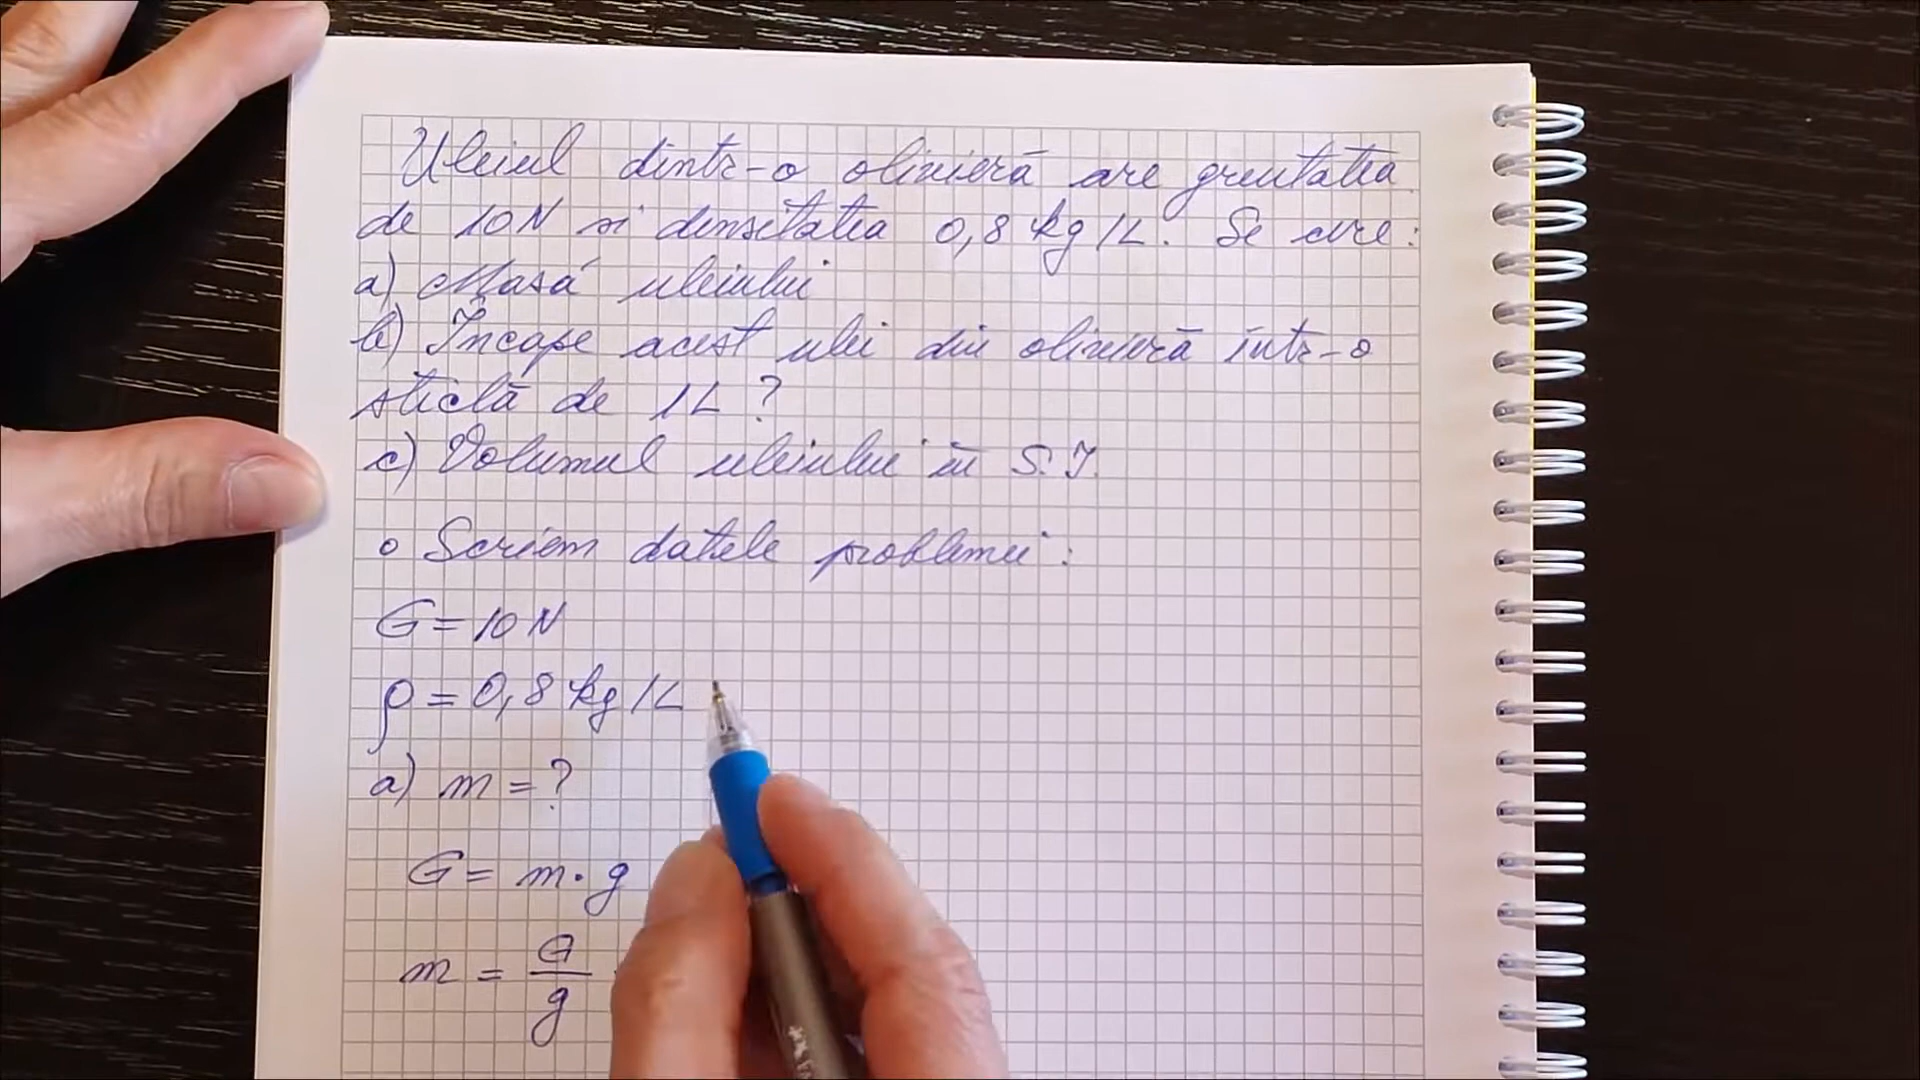 Uleiul dintr-o olivieră are greutatea
de 10N și densitatea 0,8 kg/L. Se cere:
a) Masa uleiului
b) Încape acest ulei din olivieră într-o
sticlă de 1L ?
c) Volumul uleiului în S.I.
o Scriem datele problemei :
G = 10 N
ρ = 0,8 kg/L
a) m = ?
G = m · g
m = G/g